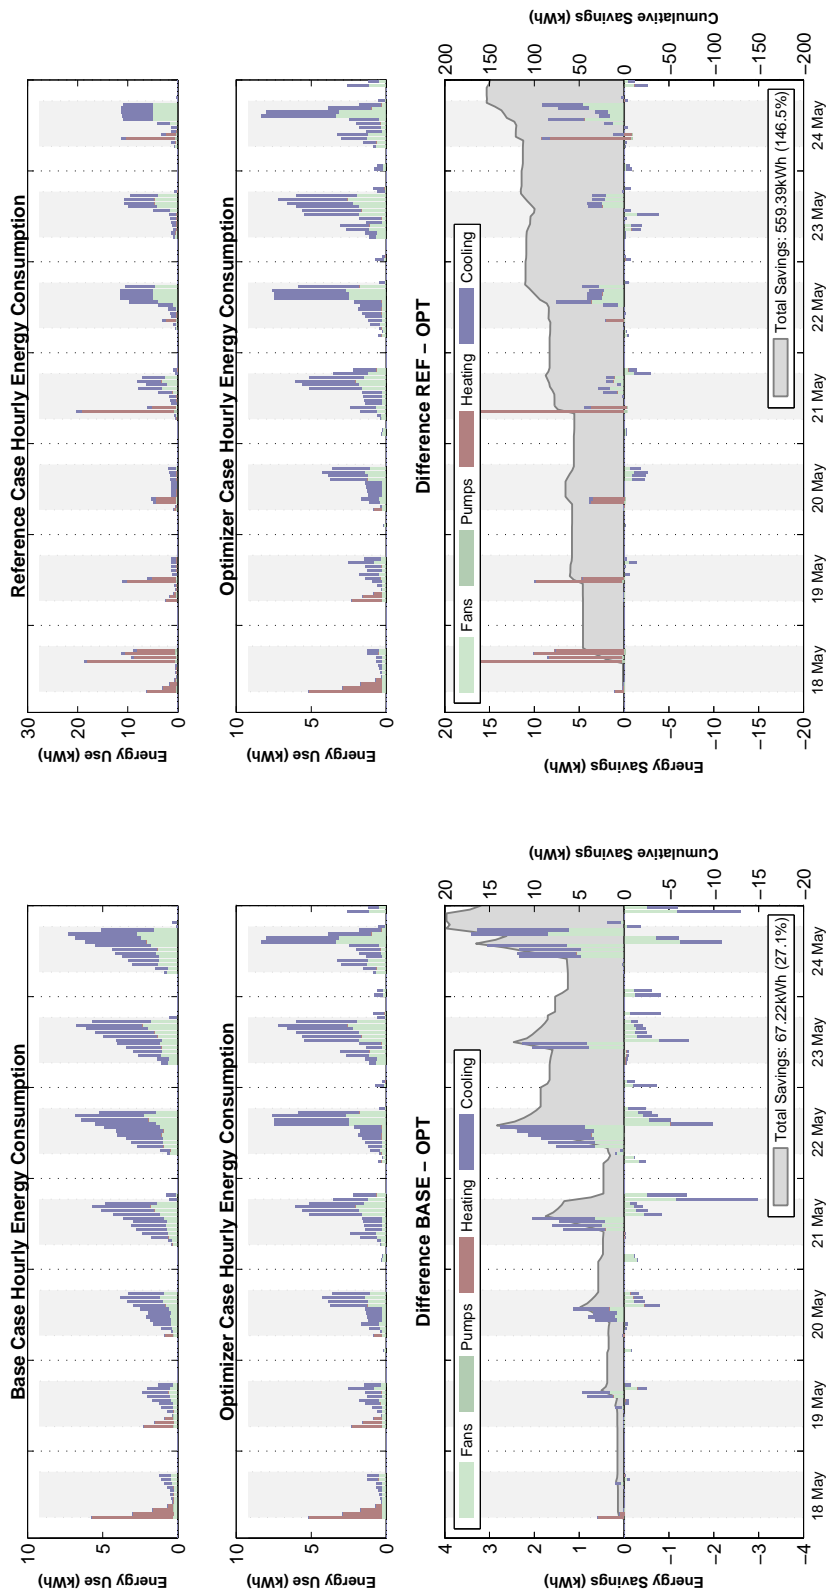 Base Case Hourly Energy Consumption
Energy Use (kWh)
10
5
0
Optimizer Case Hourly Energy Consumption
Energy Use (kWh)
10
5
0
Difference BASE − OPT
Energy Savings (kWh)
4
3
2
1
0
−1
−2
−3
−4
Cumulative Savings (kWh)
20
15
10
5
0
−5
−10
−15
−20
Fans Pumps Heating Cooling
Total Savings: 67.22kWh (27.1%)
18 May 19 May 20 May 21 May 22 May 23 May 24 May
Reference Case Hourly Energy Consumption
Energy Use (kWh)
30
20
10
0
Optimizer Case Hourly Energy Consumption
Energy Use (kWh)
10
5
0
Difference REF − OPT
Energy Savings (kWh)
20
15
10
5
0
−5
−10
−15
−20
Cumulative Savings (kWh)
200
150
100
50
0
−50
−100
−150
−200
Fans Pumps Heating Cooling
Total Savings: 559.39kWh (146.5%)
18 May 19 May 20 May 21 May 22 May 23 May 24 May